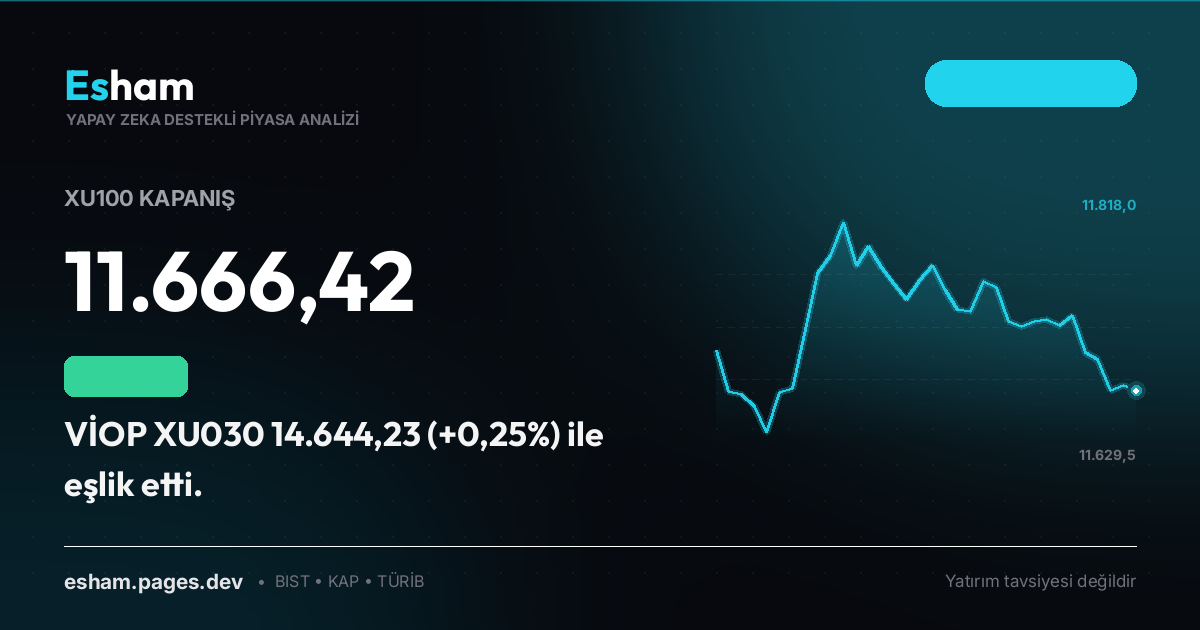 Esham
YAPAY ZEKA DESTEKLİ PİYASA ANALİZİ
XU100 KAPANIŞ
11.666,42
VİOP XU030 14.644,23 (+0,25%) ile
eşlik etti.
11.818,0
11.629,5
esham.pages.dev • BIST • KAP • TÜRİB
Yatırım tavsiyesi değildir